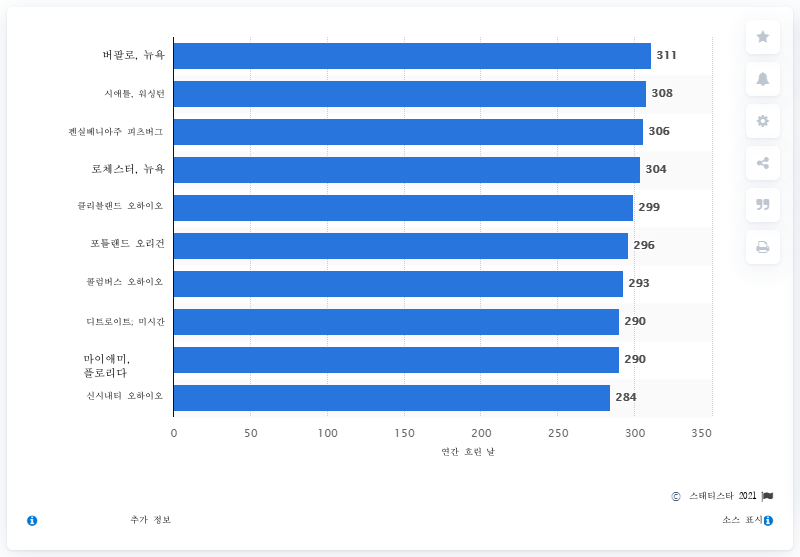 버팔로, 뉴욕
311
시애틀, 워싱턴
308
펜실베니아주 피츠버그
306
로체스터, 뉴욕
304
클리블랜드 오하이오
299
포틀랜드 오리건
296
콜럼버스 오하이오
293
디트로이트; 미시간
290
마이애미,
플로리다
290
신시내티 오하이오
284
0 50 100 150 200 250 300 350
연간 흐린 날
© 스태티스타 2021
추가 정보
소스 표시